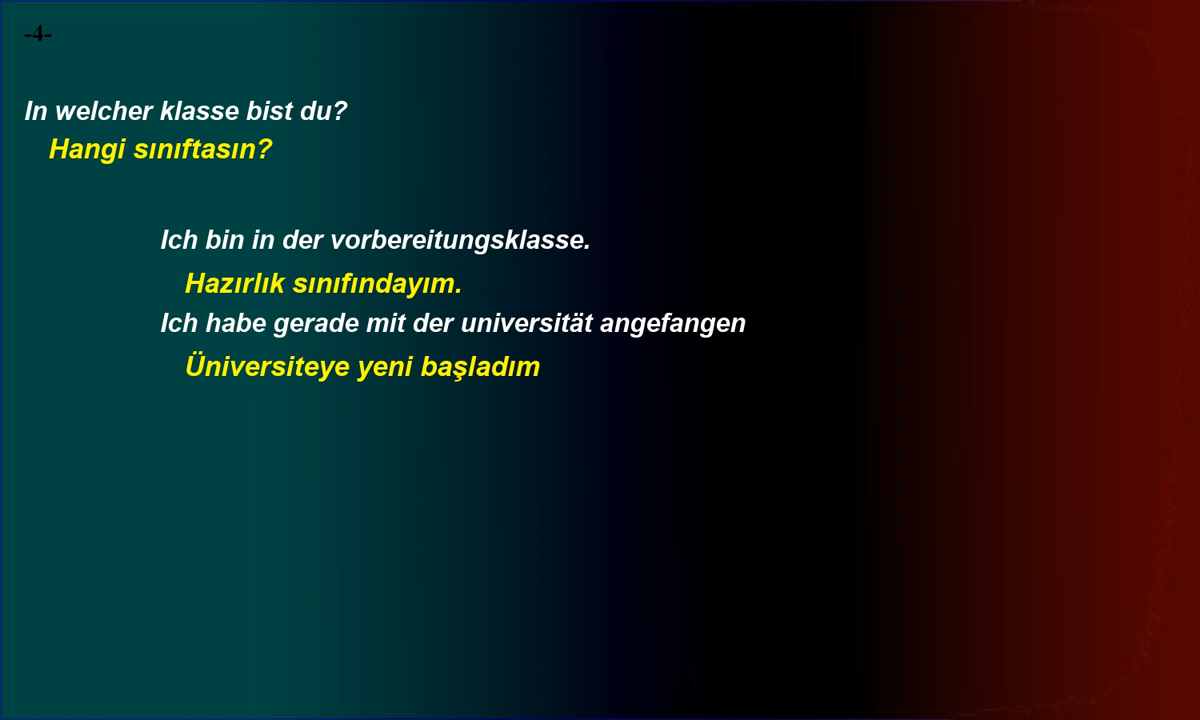 -4-
In welcher klasse bist du?
Hangi sınıftasın?
Ich bin in der vorbereitungsklasse.
Hazırlık sınıfındayım.
Ich habe gerade mit der universität angefangen
Üniversiteye yeni başladım